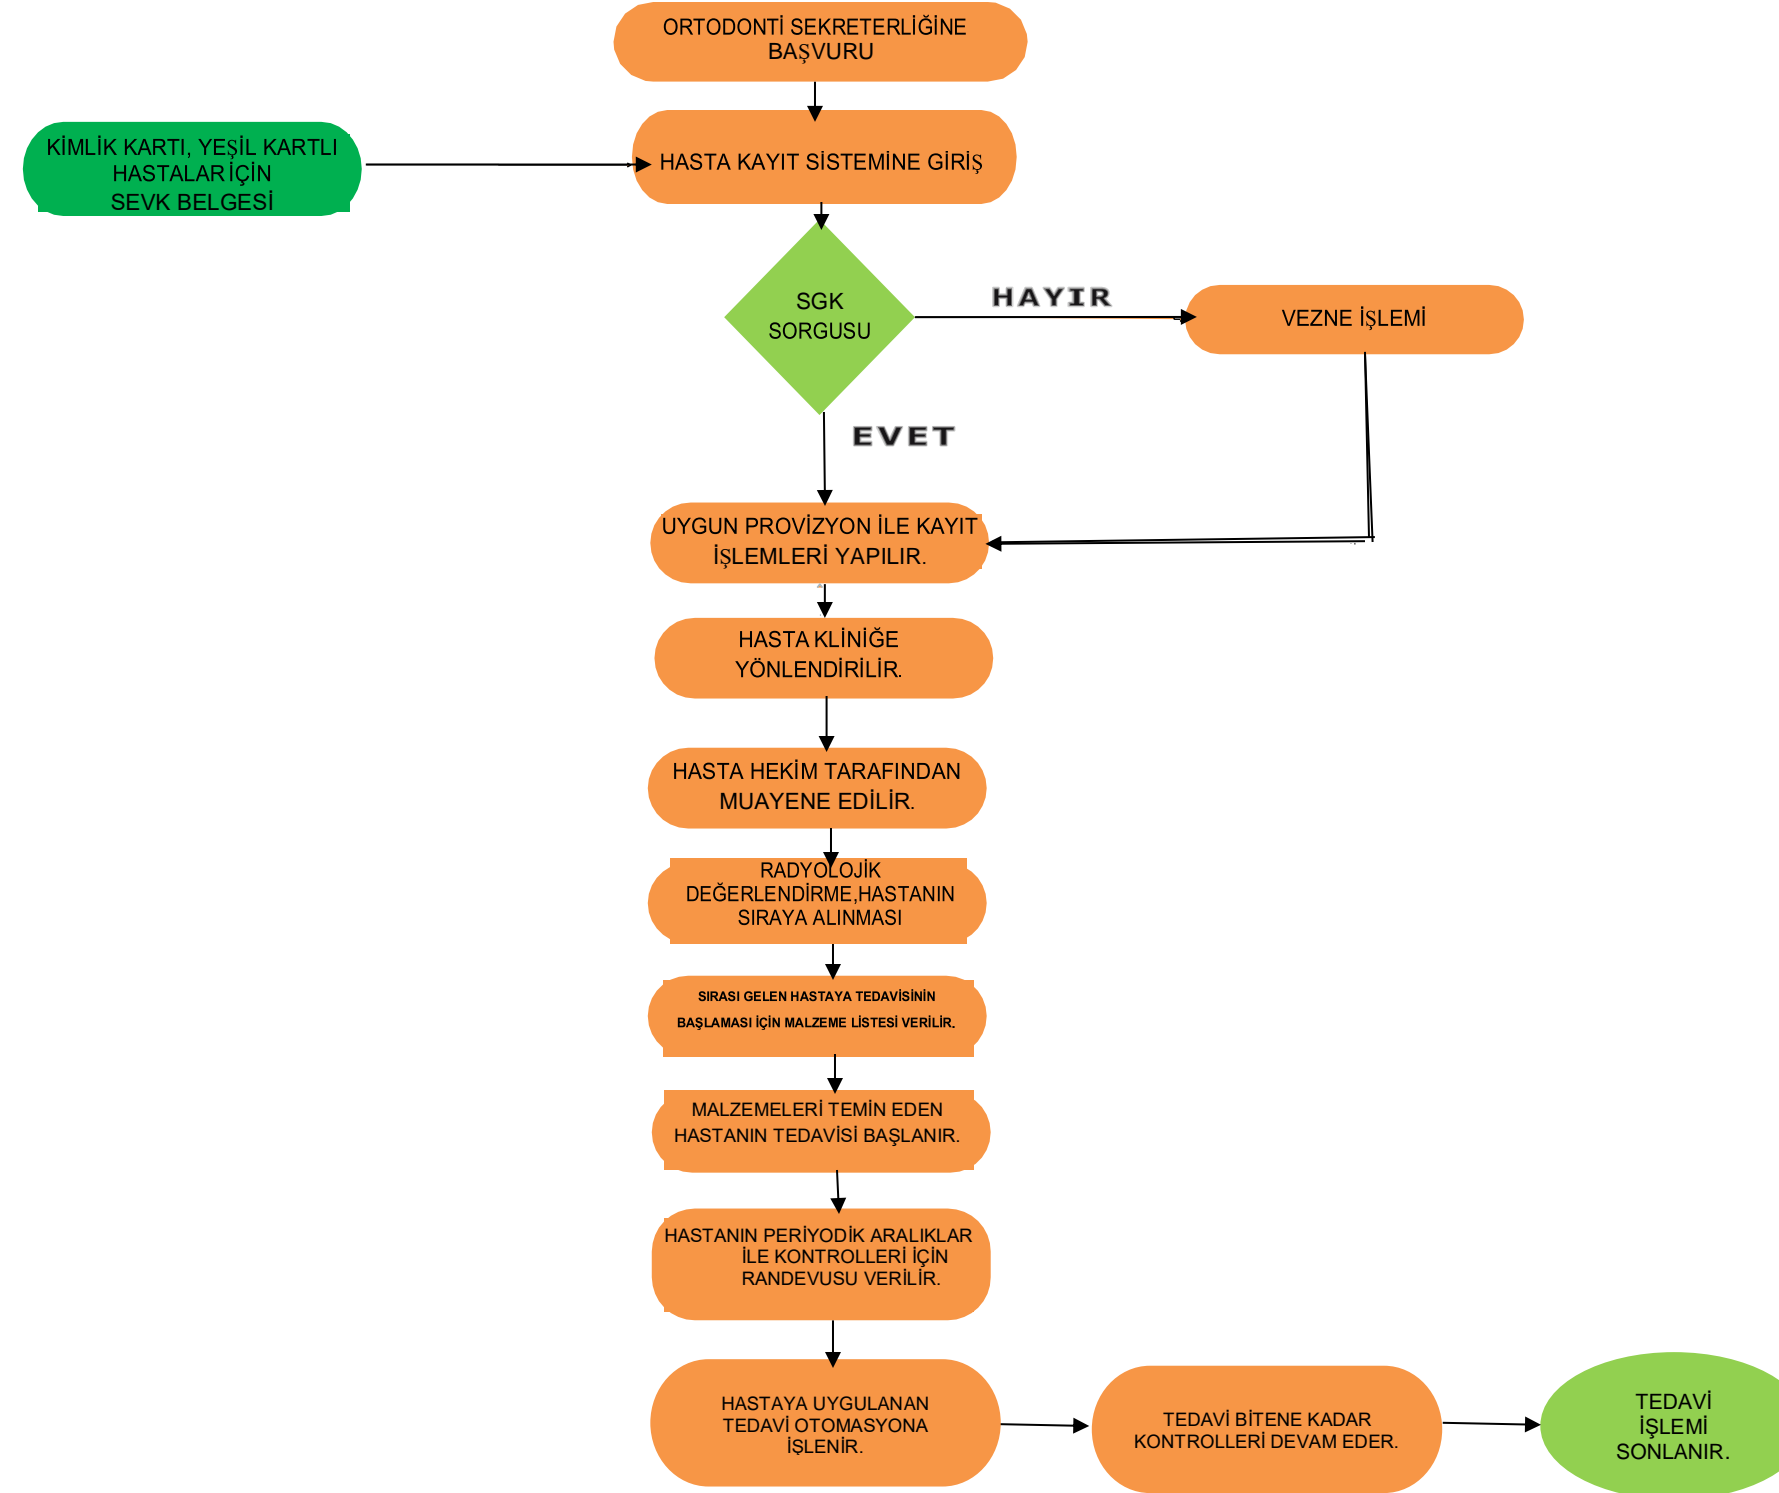 ORTODONTİ SEKRETERLİĞİNE
BAŞVURU
KİMLİK KARTI, YEŞİL KARTLI
HASTALAR İÇİN
SEVK BELGESİ
HASTA KAYIT SİSTEMİNE GİRİŞ
SGK
SORGUSU
HAYIR
VEZNE İŞLEMİ
EVET
UYGUN PROVİZYON İLE KAYIT
İŞLEMLERİ YAPILIR.
HASTA KLİNİĞE
YÖNLENDİRİLİR.
HASTA HEKİM TARAFINDAN
MUAYENE EDİLİR.
RADYOLOJİK
DEĞERLENDİRME,HASTANIN
SIRAYA ALINMASI
SIRASI GELEN HASTAYA TEDAVİSİNİN
BAŞLAMASI İÇİN MALZEME LİSTESİ VERİLİR.
MALZEMELERİ TEMİN EDEN
HASTANIN TEDAVİSİ BAŞLANIR.
HASTANIN PERİYODİK ARALIKLAR
İLE KONTROLLERİ İÇİN
RANDEVUSU VERİLİR.
HASTAYA UYGULANAN
TEDAVİ OTOMASYONA
İŞLENİR.
TEDAVİ BİTENE KADAR
KONTROLLERİ DEVAM EDER.
TEDAVİ
İŞLEMİ
SONLANIR.